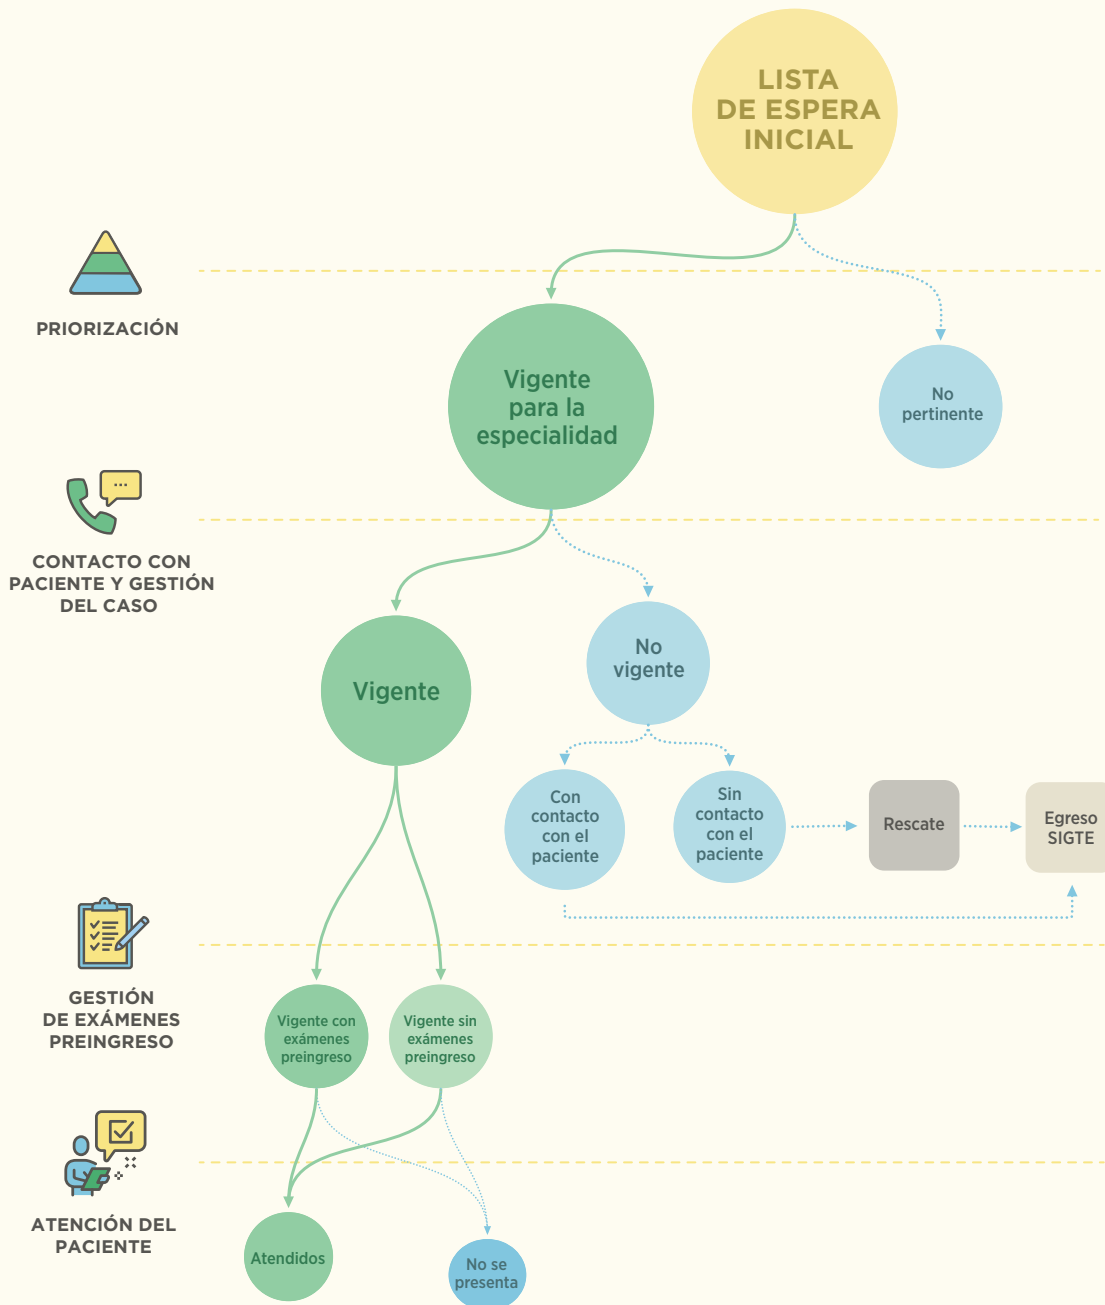 LISTA
DE ESPERA
INICIAL
PRIORIZACIÓN
Vigente
para la
especialidad
No
pertinente
CONTACTO CON
PACIENTE Y GESTIÓN
DEL CASO
Vigente
No
vigente
Con
contacto
con el
paciente
Sin
contacto
con el
paciente
Rescate
Egreso
SIGTE
GESTIÓN
DE EXÁMENES
PREINGRESO
Vigente con
exámenes
preingreso
Vigente sin
exámenes
preingreso
ATENCIÓN DEL
PACIENTE
Atendidos
No se
presenta